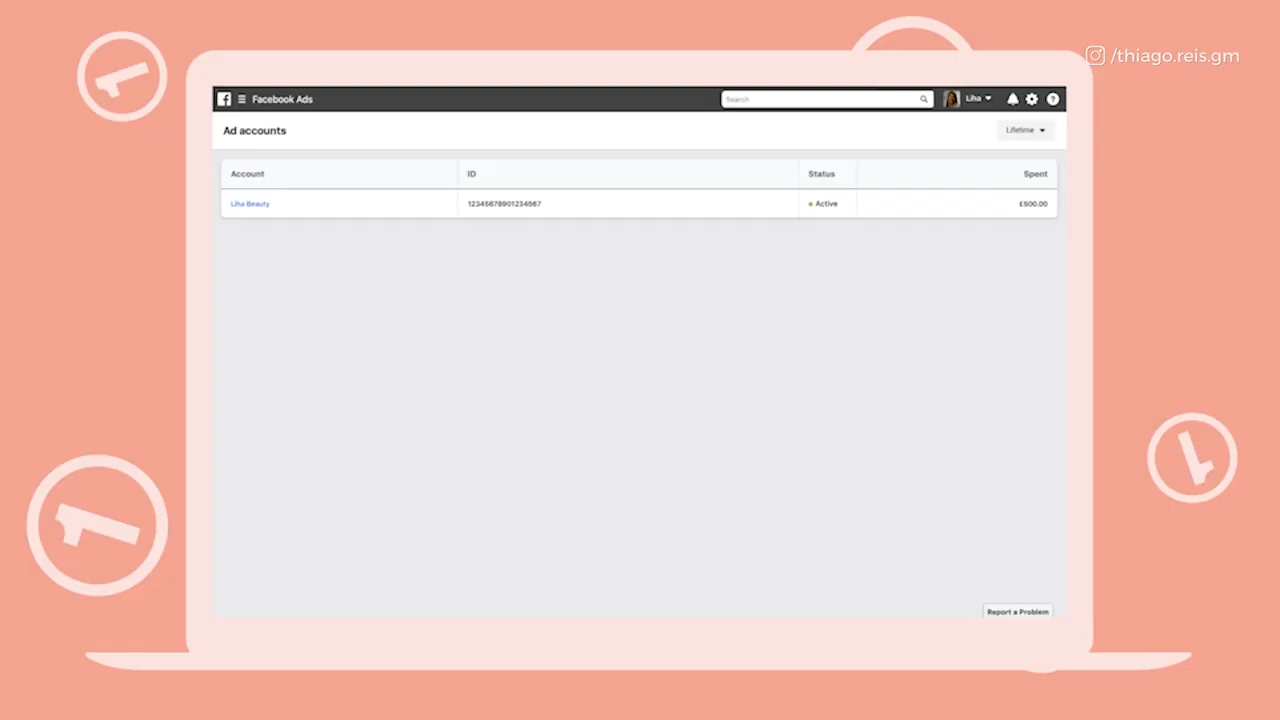 /thiago.reis.gm
Facebook Ads
Search
Liha
Ad accounts
Lifetime
Account ID Status Spent
Liha Beauty 12345678901234567 Active £500.00
Report a Problem